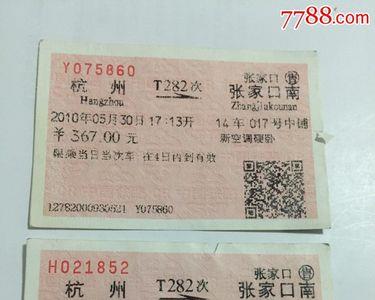 7788.com
Y075860
张家口 售
杭州 T282次 张家口南
Hangzhou Zhangjiakounan
2010年05月30日 17:13开 14车 017号中铺
¥ 367.00元 新空调硬卧
限乘当日当次车 在4日内到有效
12782000930521 Y075860
H021852
张家口 售
杭州 T282次 张家口南